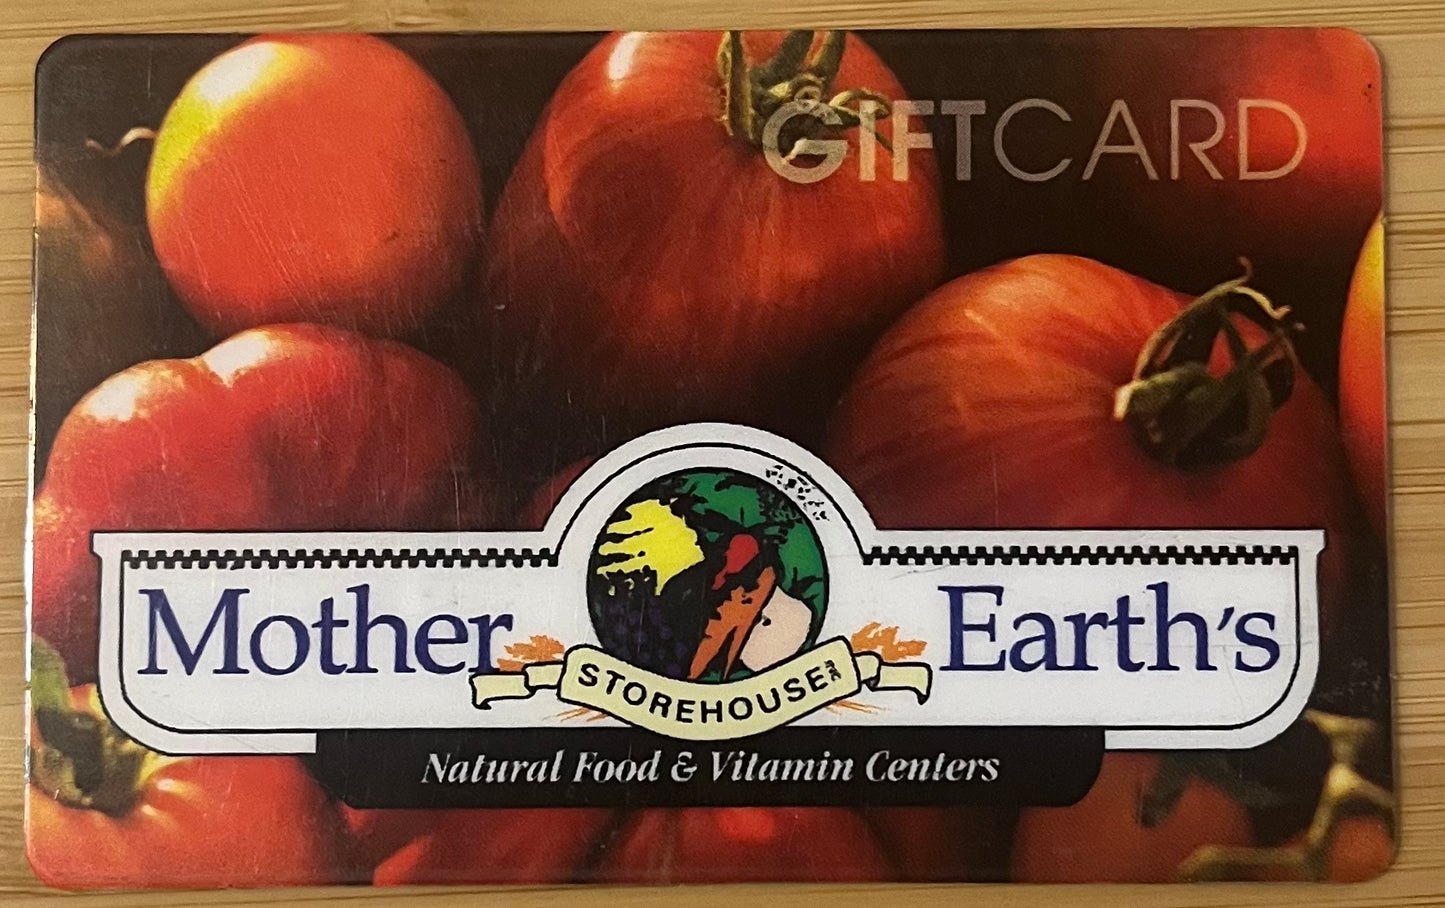 GIFTCARD
Mother Earth's
STOREHOUSE
Natural Food & Vitamin Centers